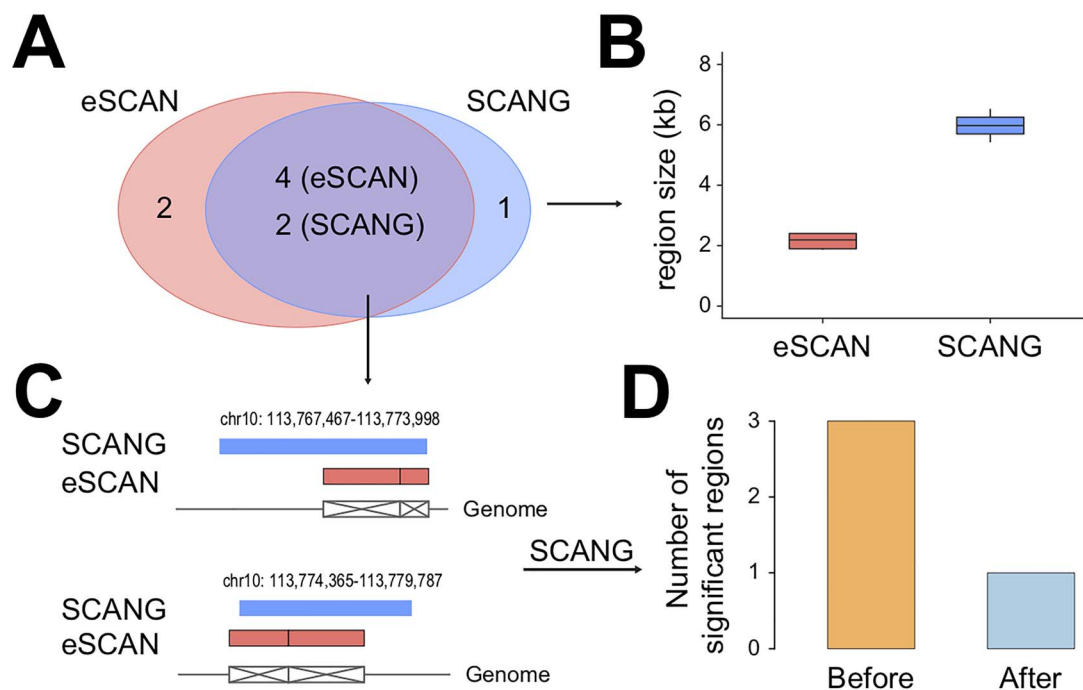 A
eSCAN
SCANG
2
4 (eSCAN)
2 (SCANG)
1
B
region size (kb)
8
6
4
2
0
eSCAN
SCANG
C
chr10: 113,767,467-113,773,998
SCANG
eSCAN
Genome
chr10: 113,774,365-113,779,787
SCANG
eSCAN
Genome
SCANG
D
Number of
significant regions
3
2
1
0
Before
After